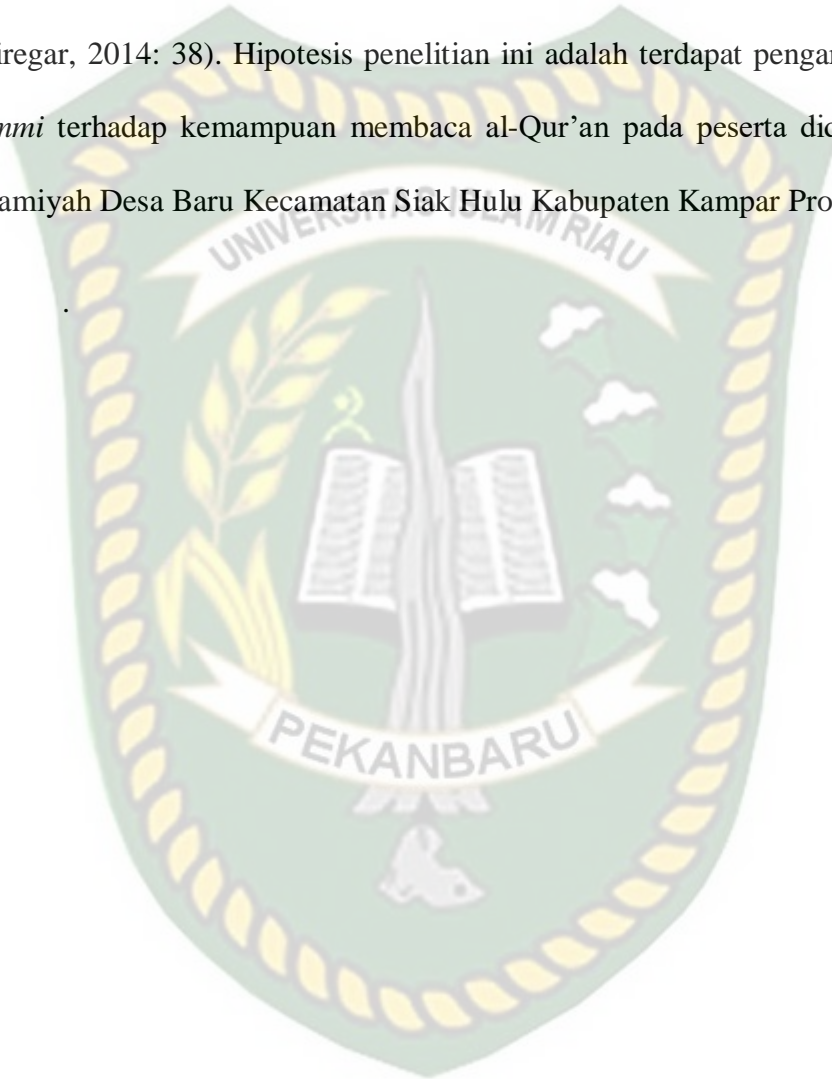 iregar, 2014: 38). Hipotesis penelitian ini adalah terdapat pengar
nmi terhadap kemampuan membaca al-Qur’an pada peserta did
amiyah Desa Baru Kecamatan Siak Hulu Kabupaten Kampar Pro
.
UNIVERSITAS ISLAM RIAU
PEKANBARU